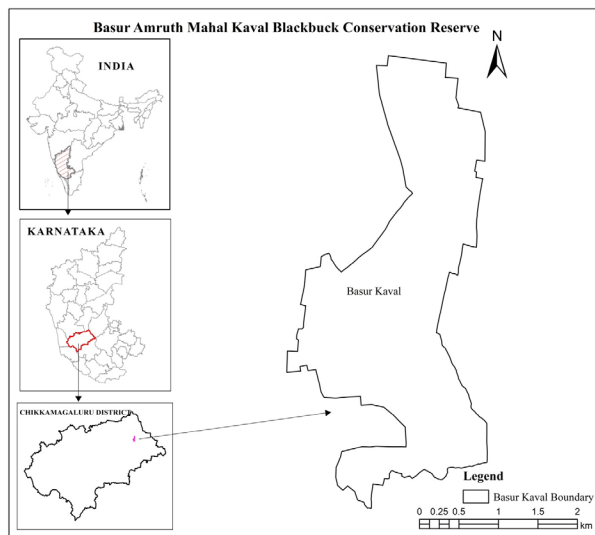 Basur Amruth Mahal Kaval Blackbuck Conservation Reserve
INDIA
N
KARNATAKA
Basur Kaval
CHIKKAMAGALURU DISTRICT
Legend
Basur Kaval Boundary
0 0.25 0.5 1 1.5 2
km